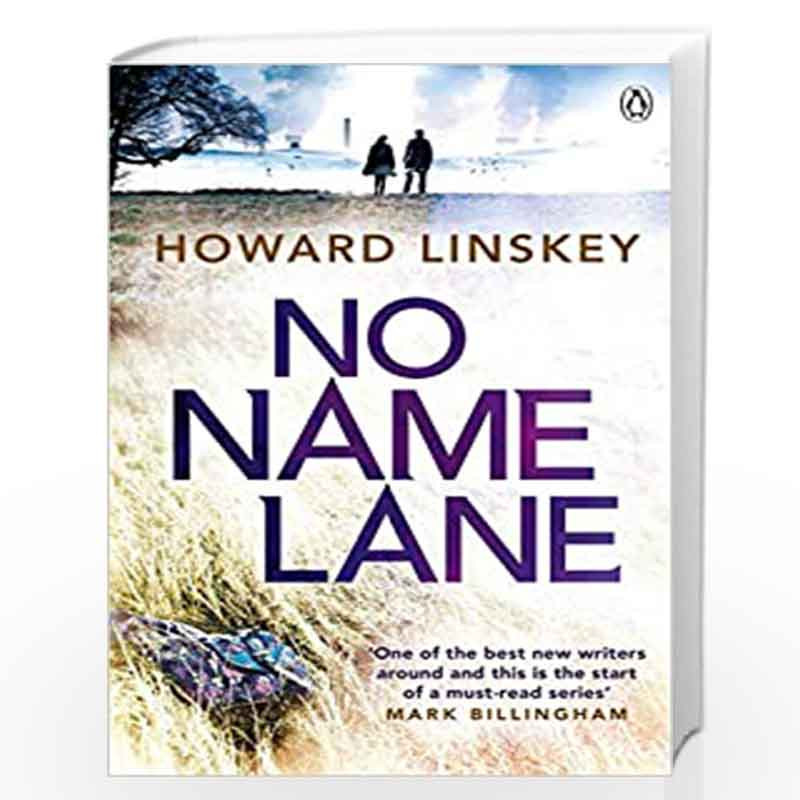 HOWARD LINSKEY
NO
NAME
LANE
'One of the best new writers
around and this is the start
of a must-read series'
MARK BILLINGHAM